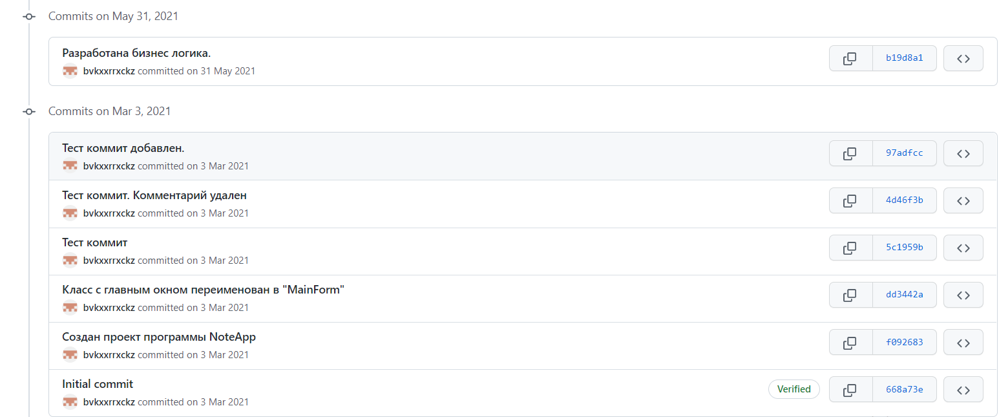 Commits on May 31, 2021
Разработана бизнес логика.
b19d8a1
bvkxxrrxckz committed on 31 May 2021
Commits on Mar 3, 2021
Тест коммит добавлен.
97adfcc
bvkxxrrxckz committed on 3 Mar 2021
Тест коммит. Комментарий удален
4d46f3b
bvkxxrrxckz committed on 3 Mar 2021
Тест коммит
5c1959b
bvkxxrrxckz committed on 3 Mar 2021
Класс с главным окном переименован в "MainForm"
dd3442a
bvkxxrrxckz committed on 3 Mar 2021
Создан проект программы NoteApp
f092683
bvkxxrrxckz committed on 3 Mar 2021
Initial commit
Verified
668a73e
bvkxxrrxckz committed on 3 Mar 2021